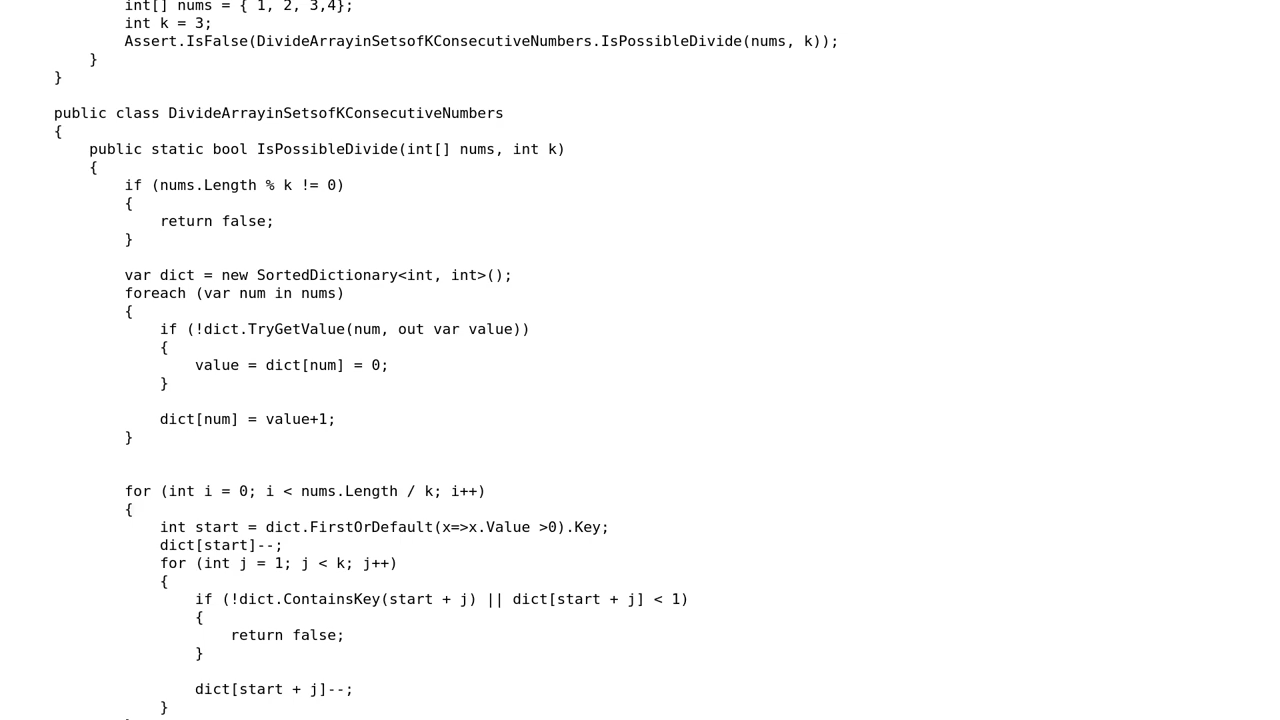 int[] nums = { 1, 2, 3,4};
int k = 3;
Assert.IsFalse(DivideArrayinSetsofKConsecutiveNumbers.IsPossibleDivide(nums, k));
}
}
public class DivideArrayinSetsofKConsecutiveNumbers
{
public static bool IsPossibleDivide(int[] nums, int k)
{
if (nums.Length % k != 0)
{
return false;
}
var dict = new SortedDictionary<int, int>();
foreach (var num in nums)
{
if (!dict.TryGetValue(num, out var value))
{
value = dict[num] = 0;
}
dict[num] = value+1;
}
for (int i = 0; i < nums.Length / k; i++)
{
int start = dict.FirstOrDefault(x=>x.Value >0).Key;
dict[start]--;
for (int j = 1; j < k; j++)
{
if (!dict.ContainsKey(start + j) || dict[start + j] < 1)
{
return false;
}
dict[start + j]--;
}